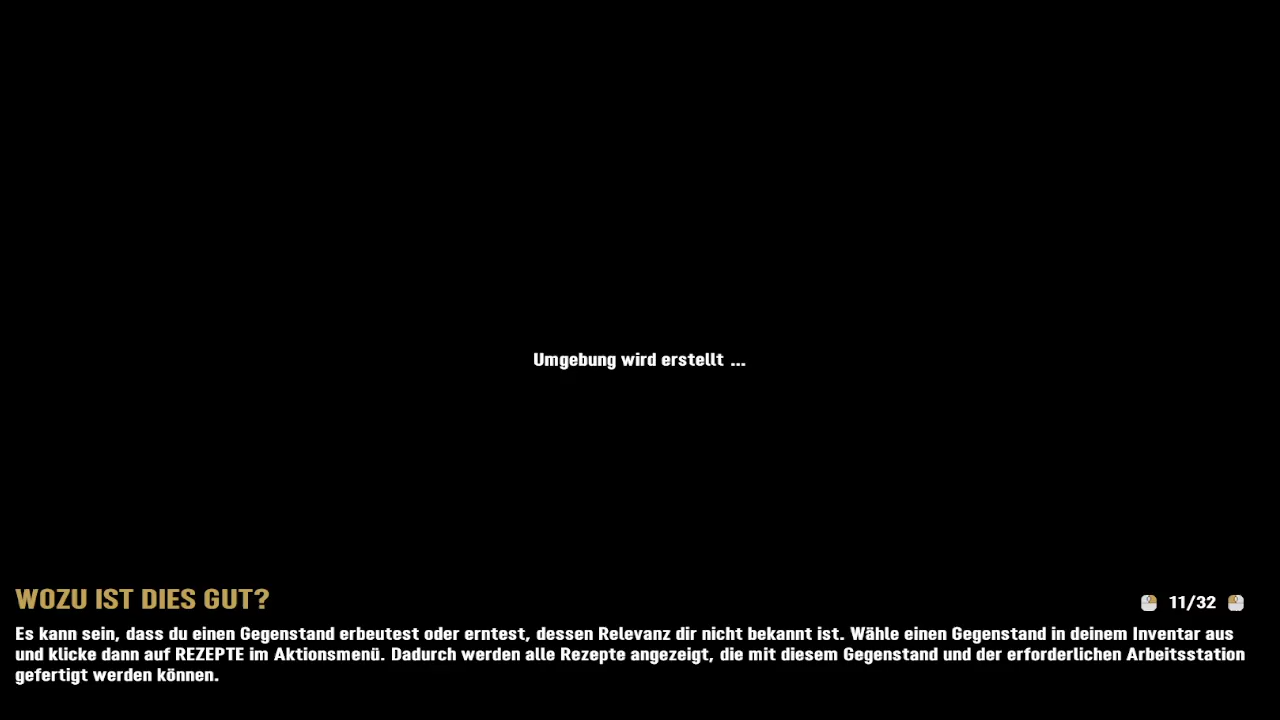 Umgebung wird erstellt ...
WOZU IST DIES GUT?
11/32
Es kann sein, dass du einen Gegenstand erbeutest oder erntest, dessen Relevanz dir nicht bekannt ist. Wähle einen Gegenstand in deinem Inventar aus
und klicke dann auf REZEPTE im Aktionsmenü. Dadurch werden alle Rezepte angezeigt, die mit diesem Gegenstand und der erforderlichen Arbeitsstation
gefertigt werden können.